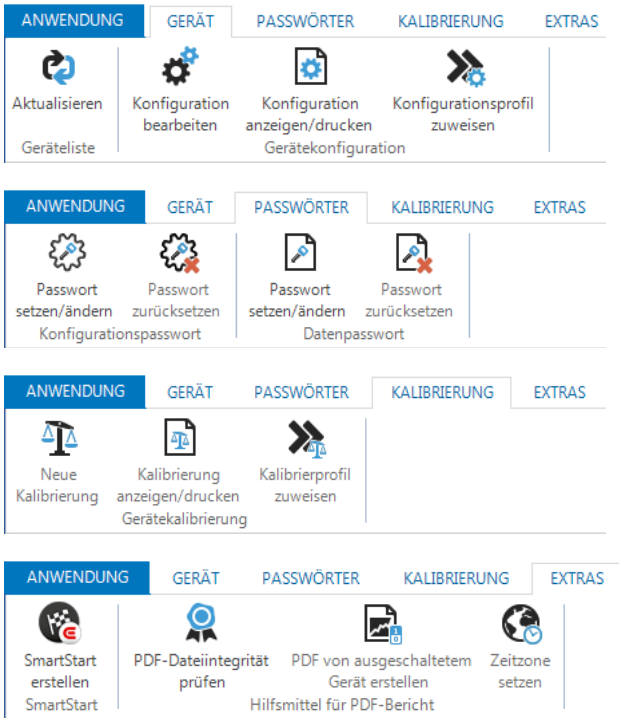 ANWENDUNG GERÄT PASSWÖRTER KALIBRIERUNG EXTRAS
Aktualisieren Konfiguration Konfiguration Konfigurationsprofil
bearbeiten anzeigen/drucken zuweisen
Geräteliste Gerätekonfiguration
ANWENDUNG GERÄT PASSWÖRTER KALIBRIERUNG EXTRAS
Passwort Passwort Passwort Passwort
setzen/ändern zurücksetzen setzen/ändern zurücksetzen
Konfigurationspasswort Datenpasswort
ANWENDUNG GERÄT PASSWÖRTER KALIBRIERUNG EXTRAS
Neue Kalibrierung Kalibrierprofil
Kalibrierung anzeigen/drucken zuweisen
Gerätekalibrierung
ANWENDUNG GERÄT PASSWÖRTER KALIBRIERUNG EXTRAS
SmartStart PDF-Dateiintegrität PDF von ausgeschaltetem Zeitzone
erstellen prüfen Gerät erstellen setzen
SmartStart Hilfsmittel für PDF-Bericht